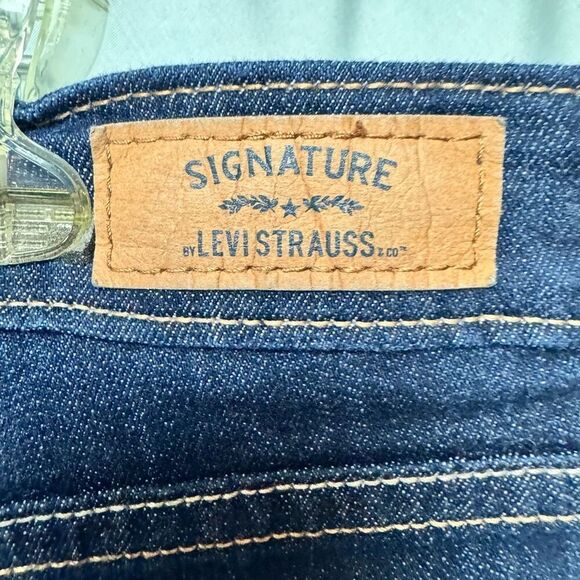 SIGNATURE
BY LEVI STRAUSS & CO™